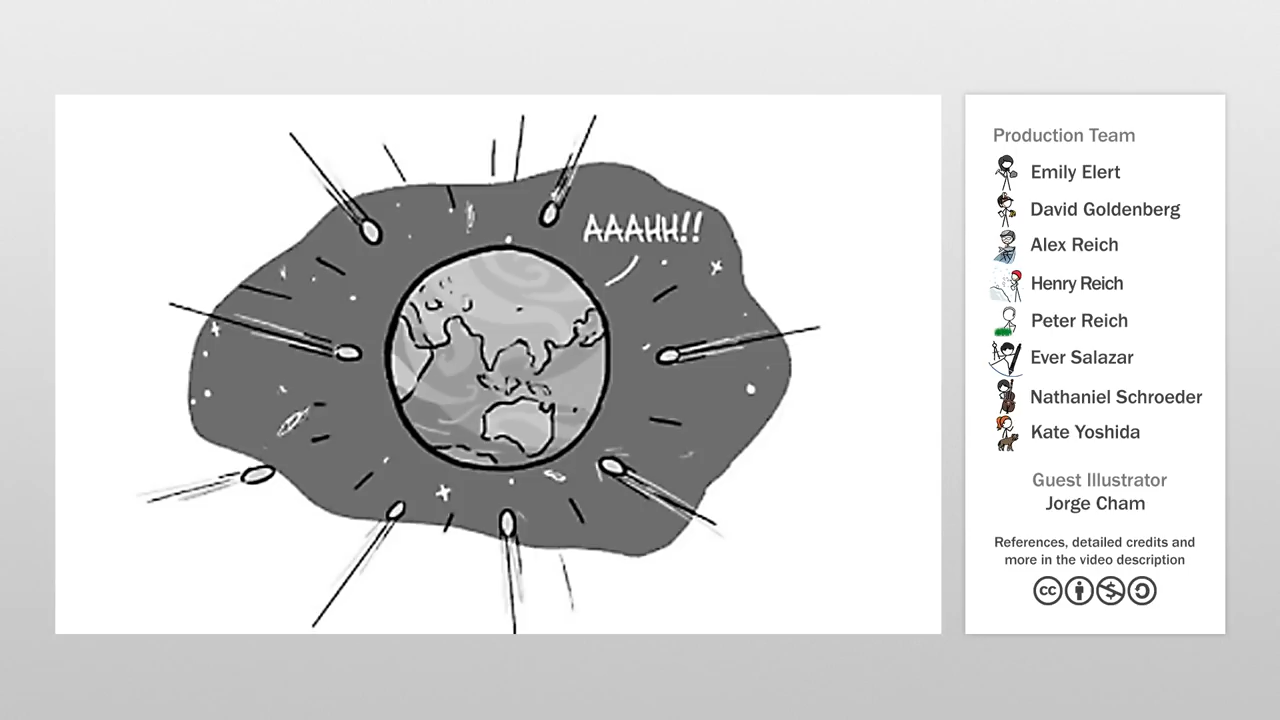 AAAHH!!
Production Team
Emily Elert
David Goldenberg
Alex Reich
Henry Reich
Peter Reich
Ever Salazar
Nathaniel Schroeder
Kate Yoshida
Guest Illustrator
Jorge Cham
References, detailed credits and
more in the video description
cc